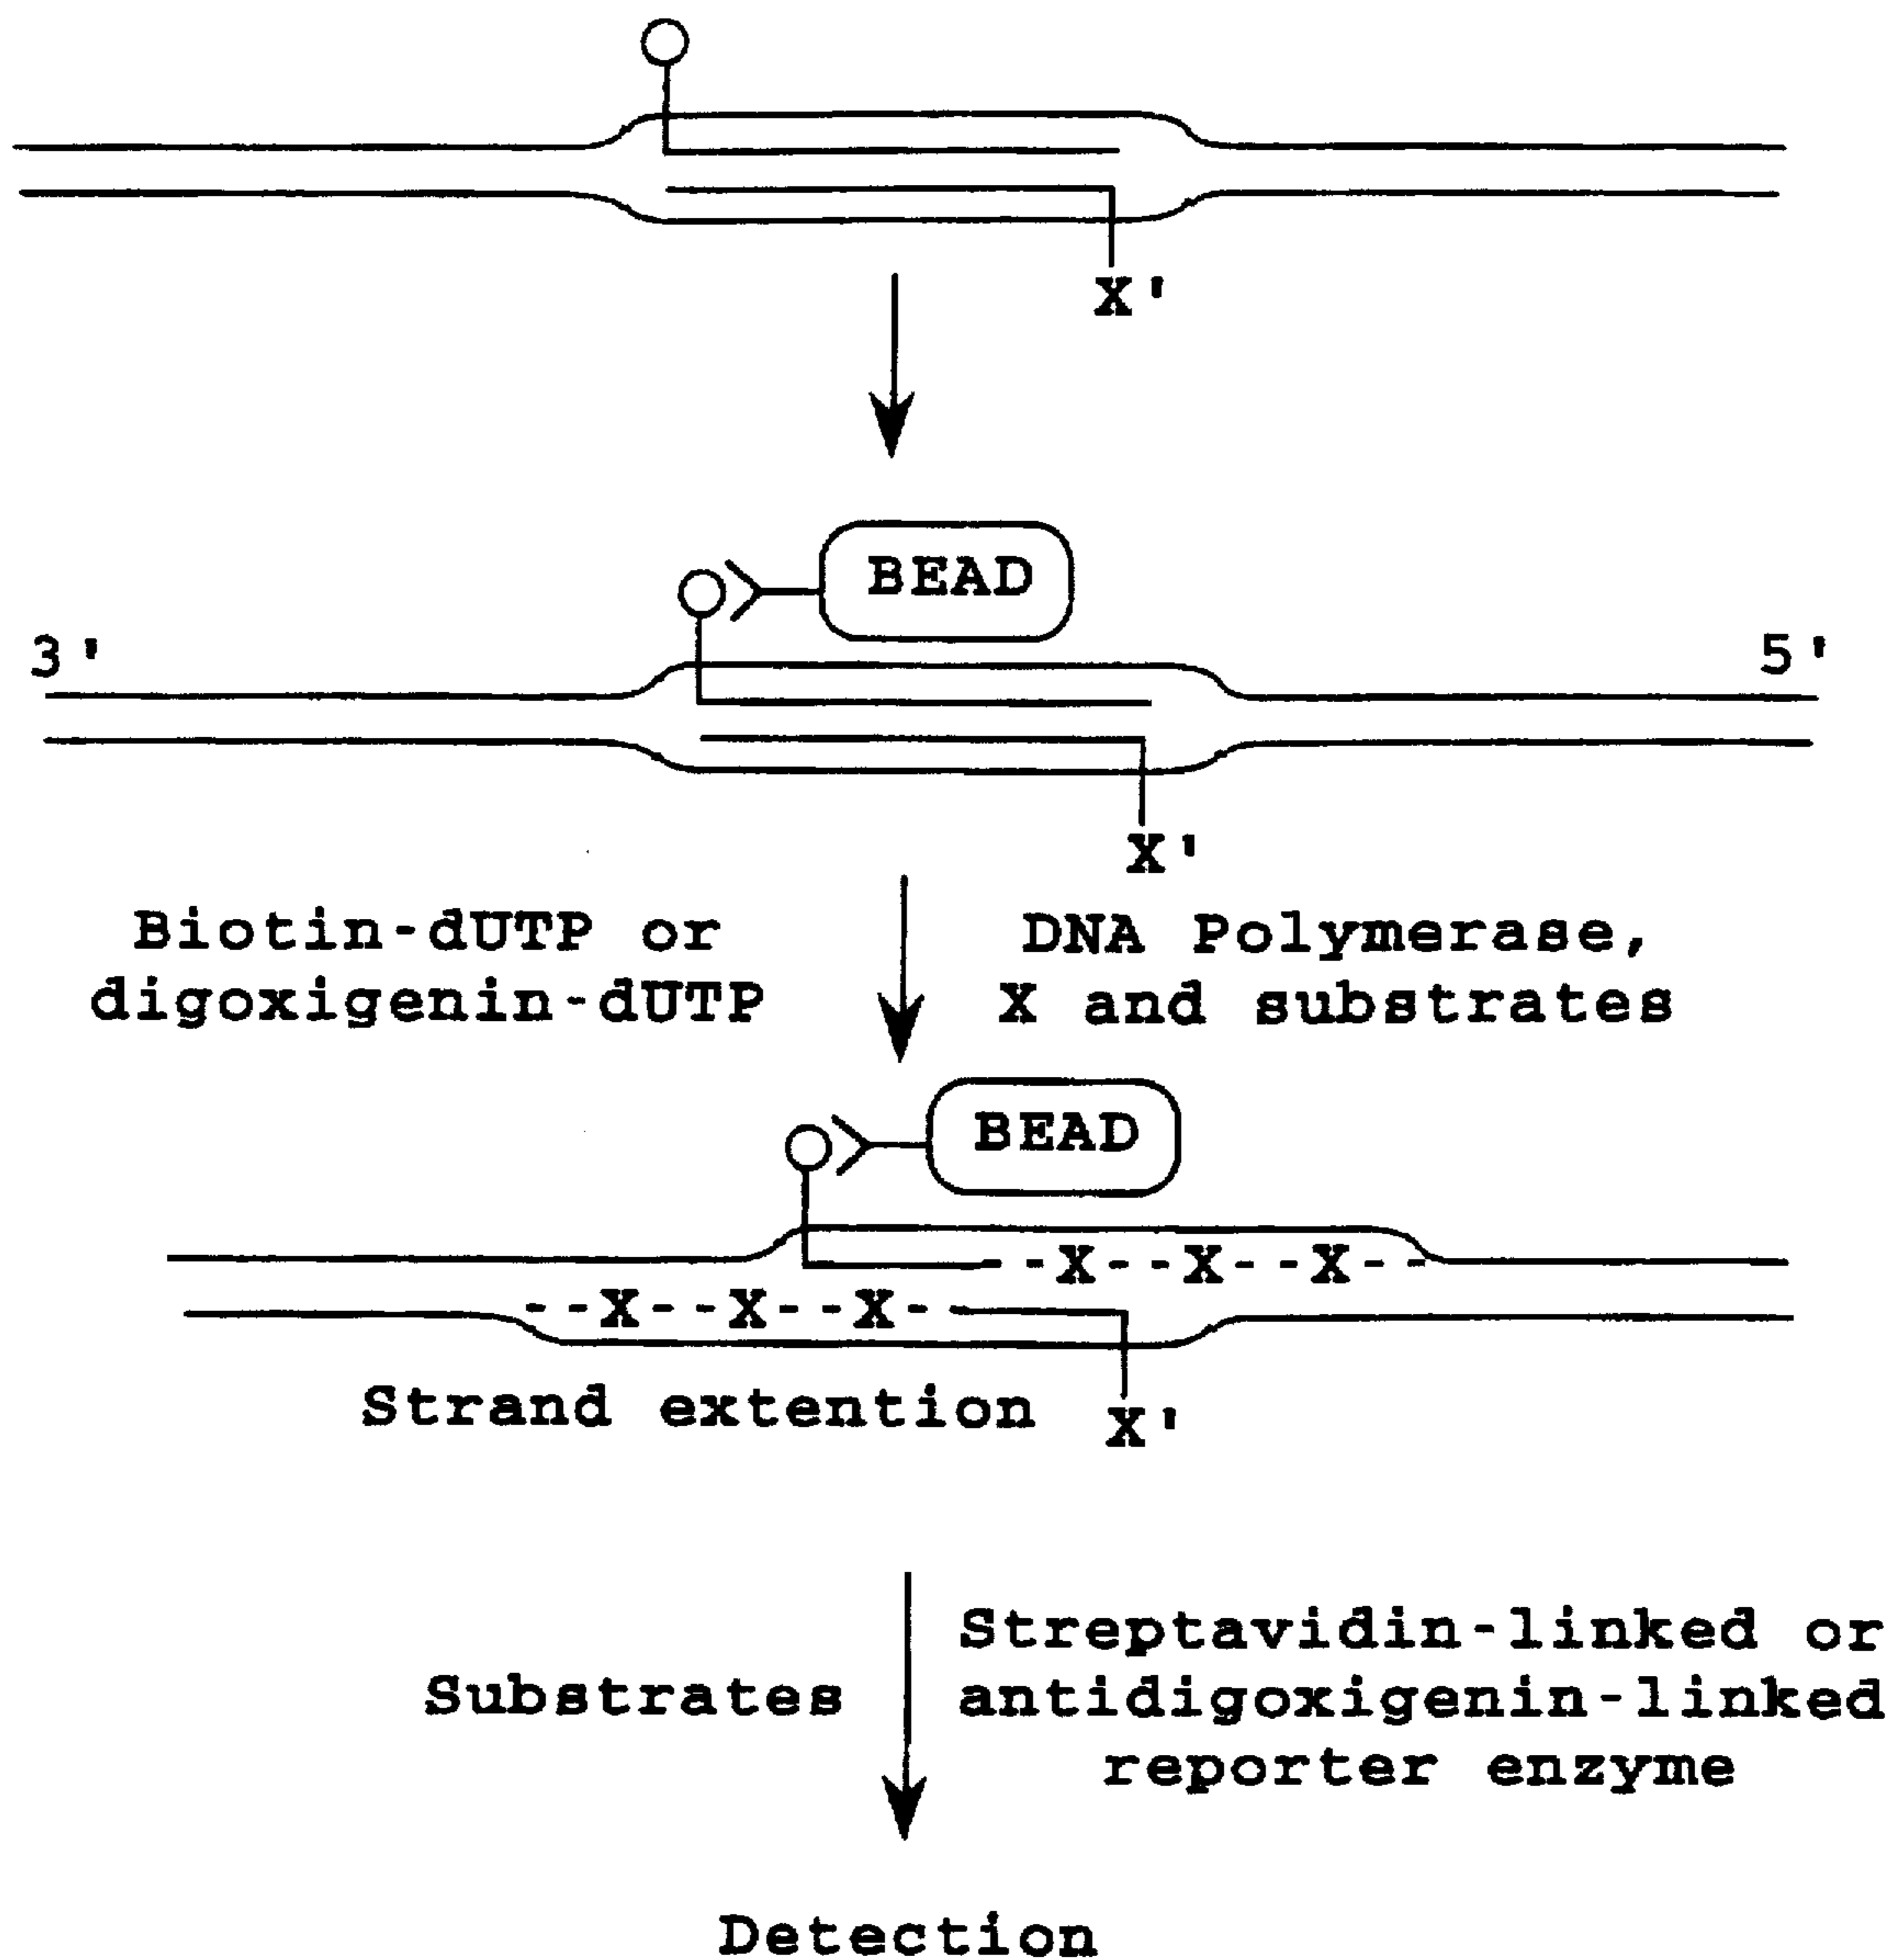 X'
BEAD
3'
5'
X'
Biotin-dUTP or
digoxigenin-dUTP
DNA Polymerase,
X and substrates
BEAD
--X--X--X--
--X--X--X--
Strand extention
X'
Substrates
Streptavidin-linked or
antidigoxigenin-linked
reporter enzyme
Detection